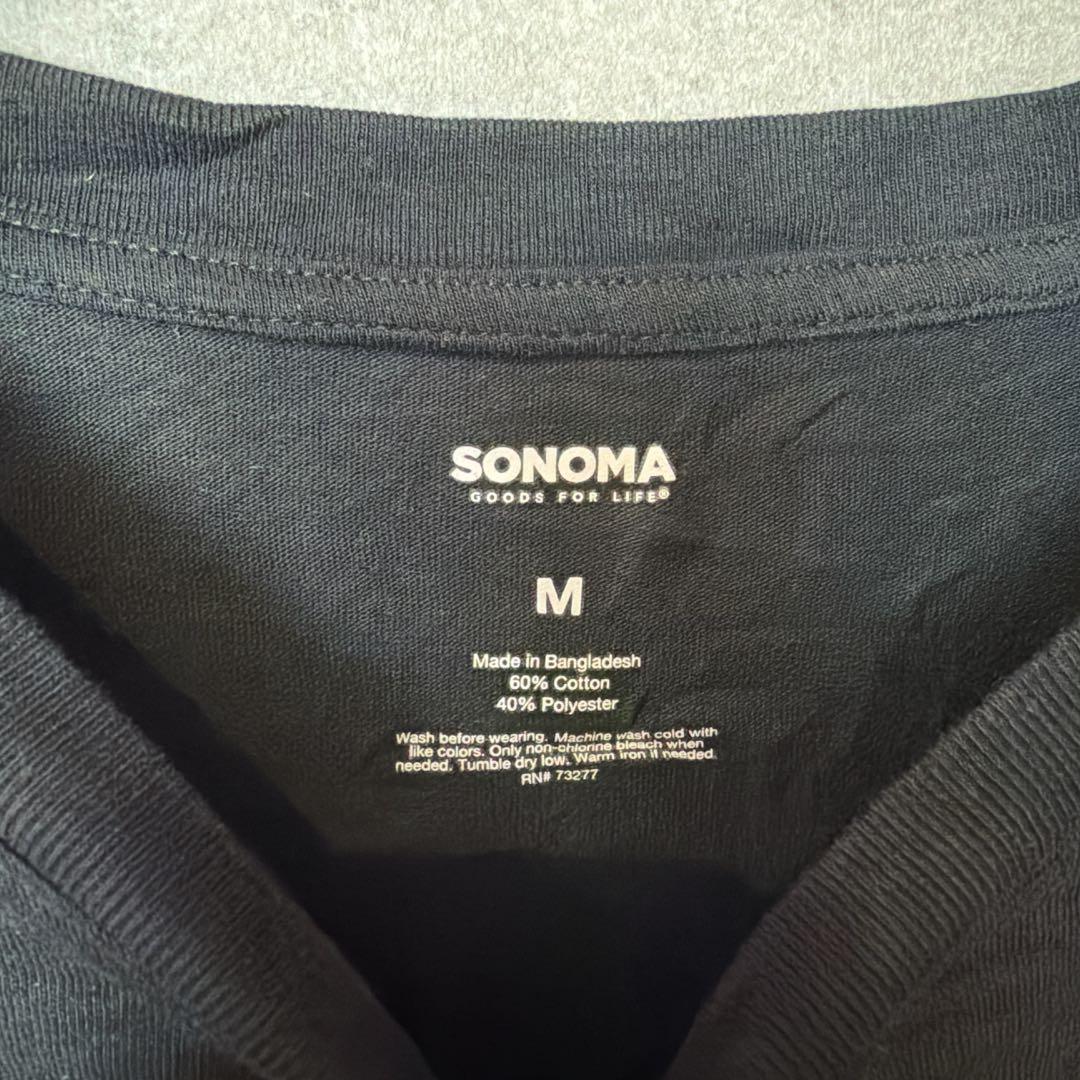 SONOMA
GOODS FOR LIFE®
M
Made in Bangladesh
60% Cotton
40% Polyester
Wash before wearing. Machine wash cold with
like colors. Only non-chlorine bleach when
needed. Tumble dry low. Warm iron if needed.
RN# 73277